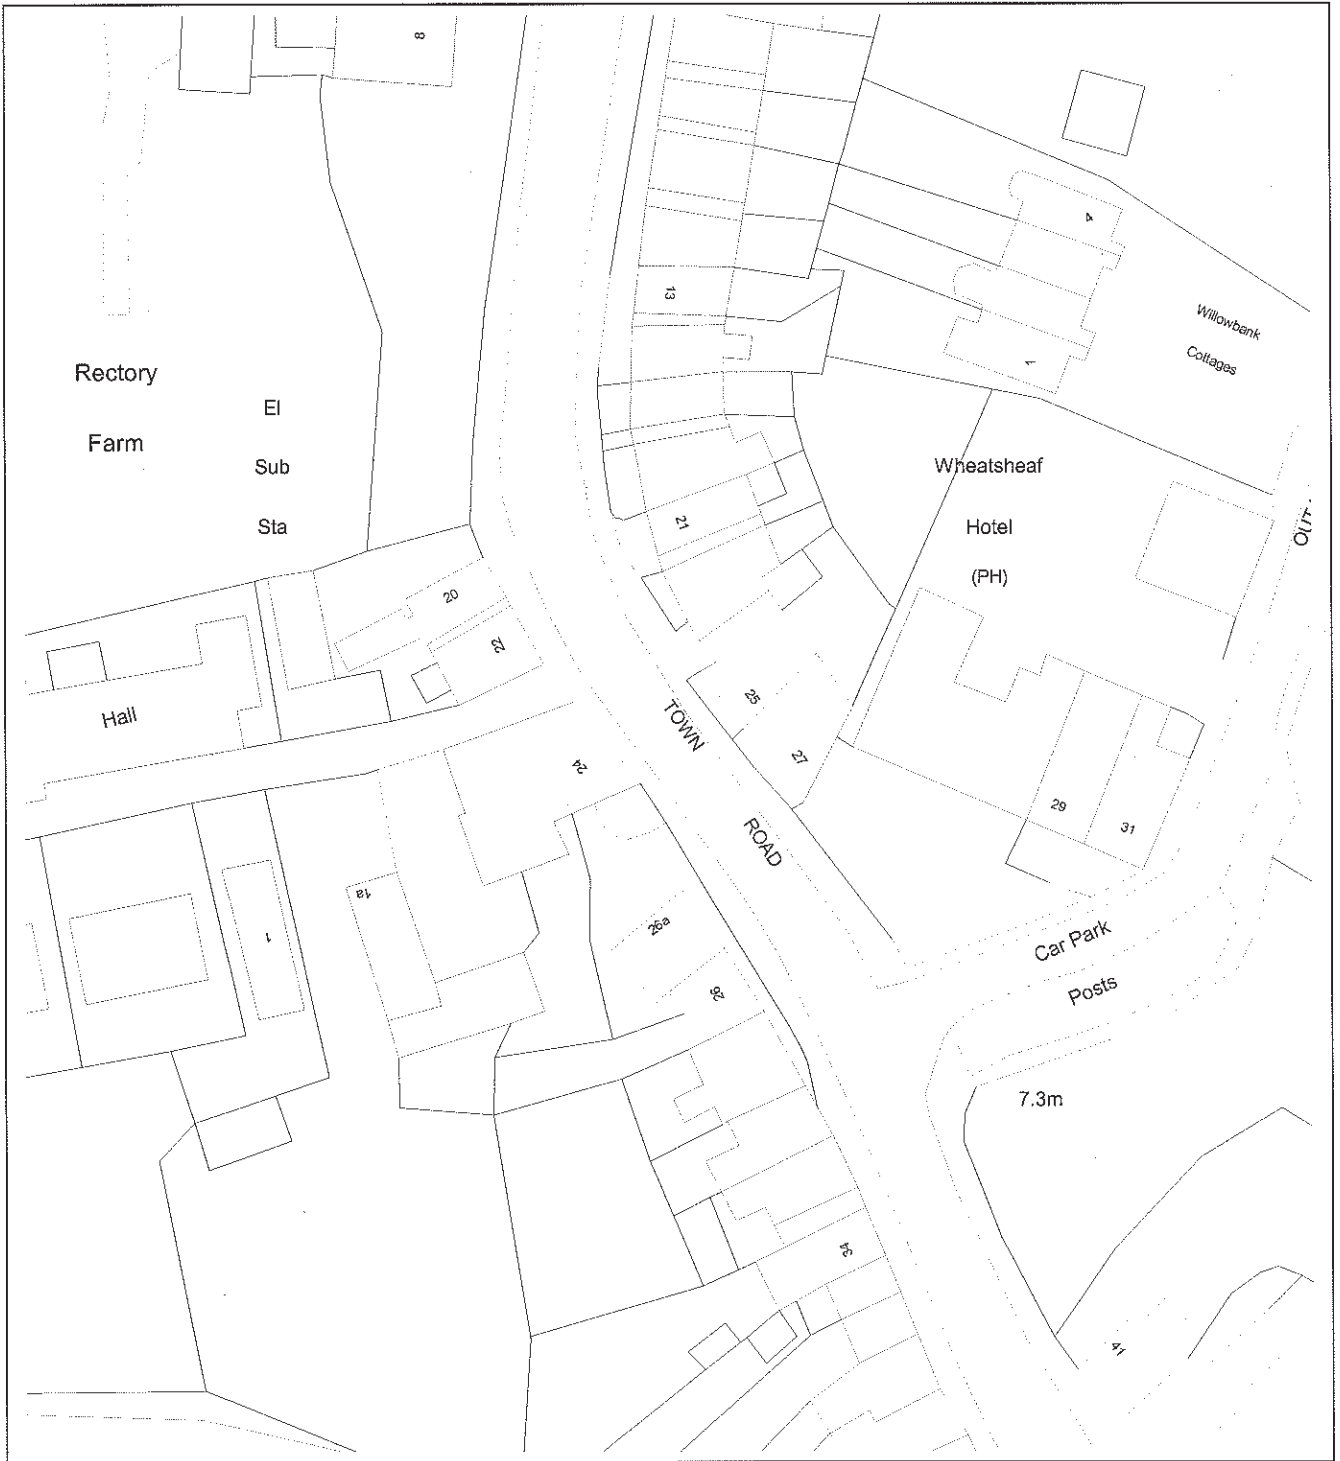 8
4
13
Willowbank
Cottages
1
Rectory
Farm
El
Sub
Sta
Wheatsheaf
Hotel
(PH)
21
20
22
Hall
25
TOWN
27
24
ROAD
29
31
1a
1
26a
26
Car Park
Posts
7.3m
34
41